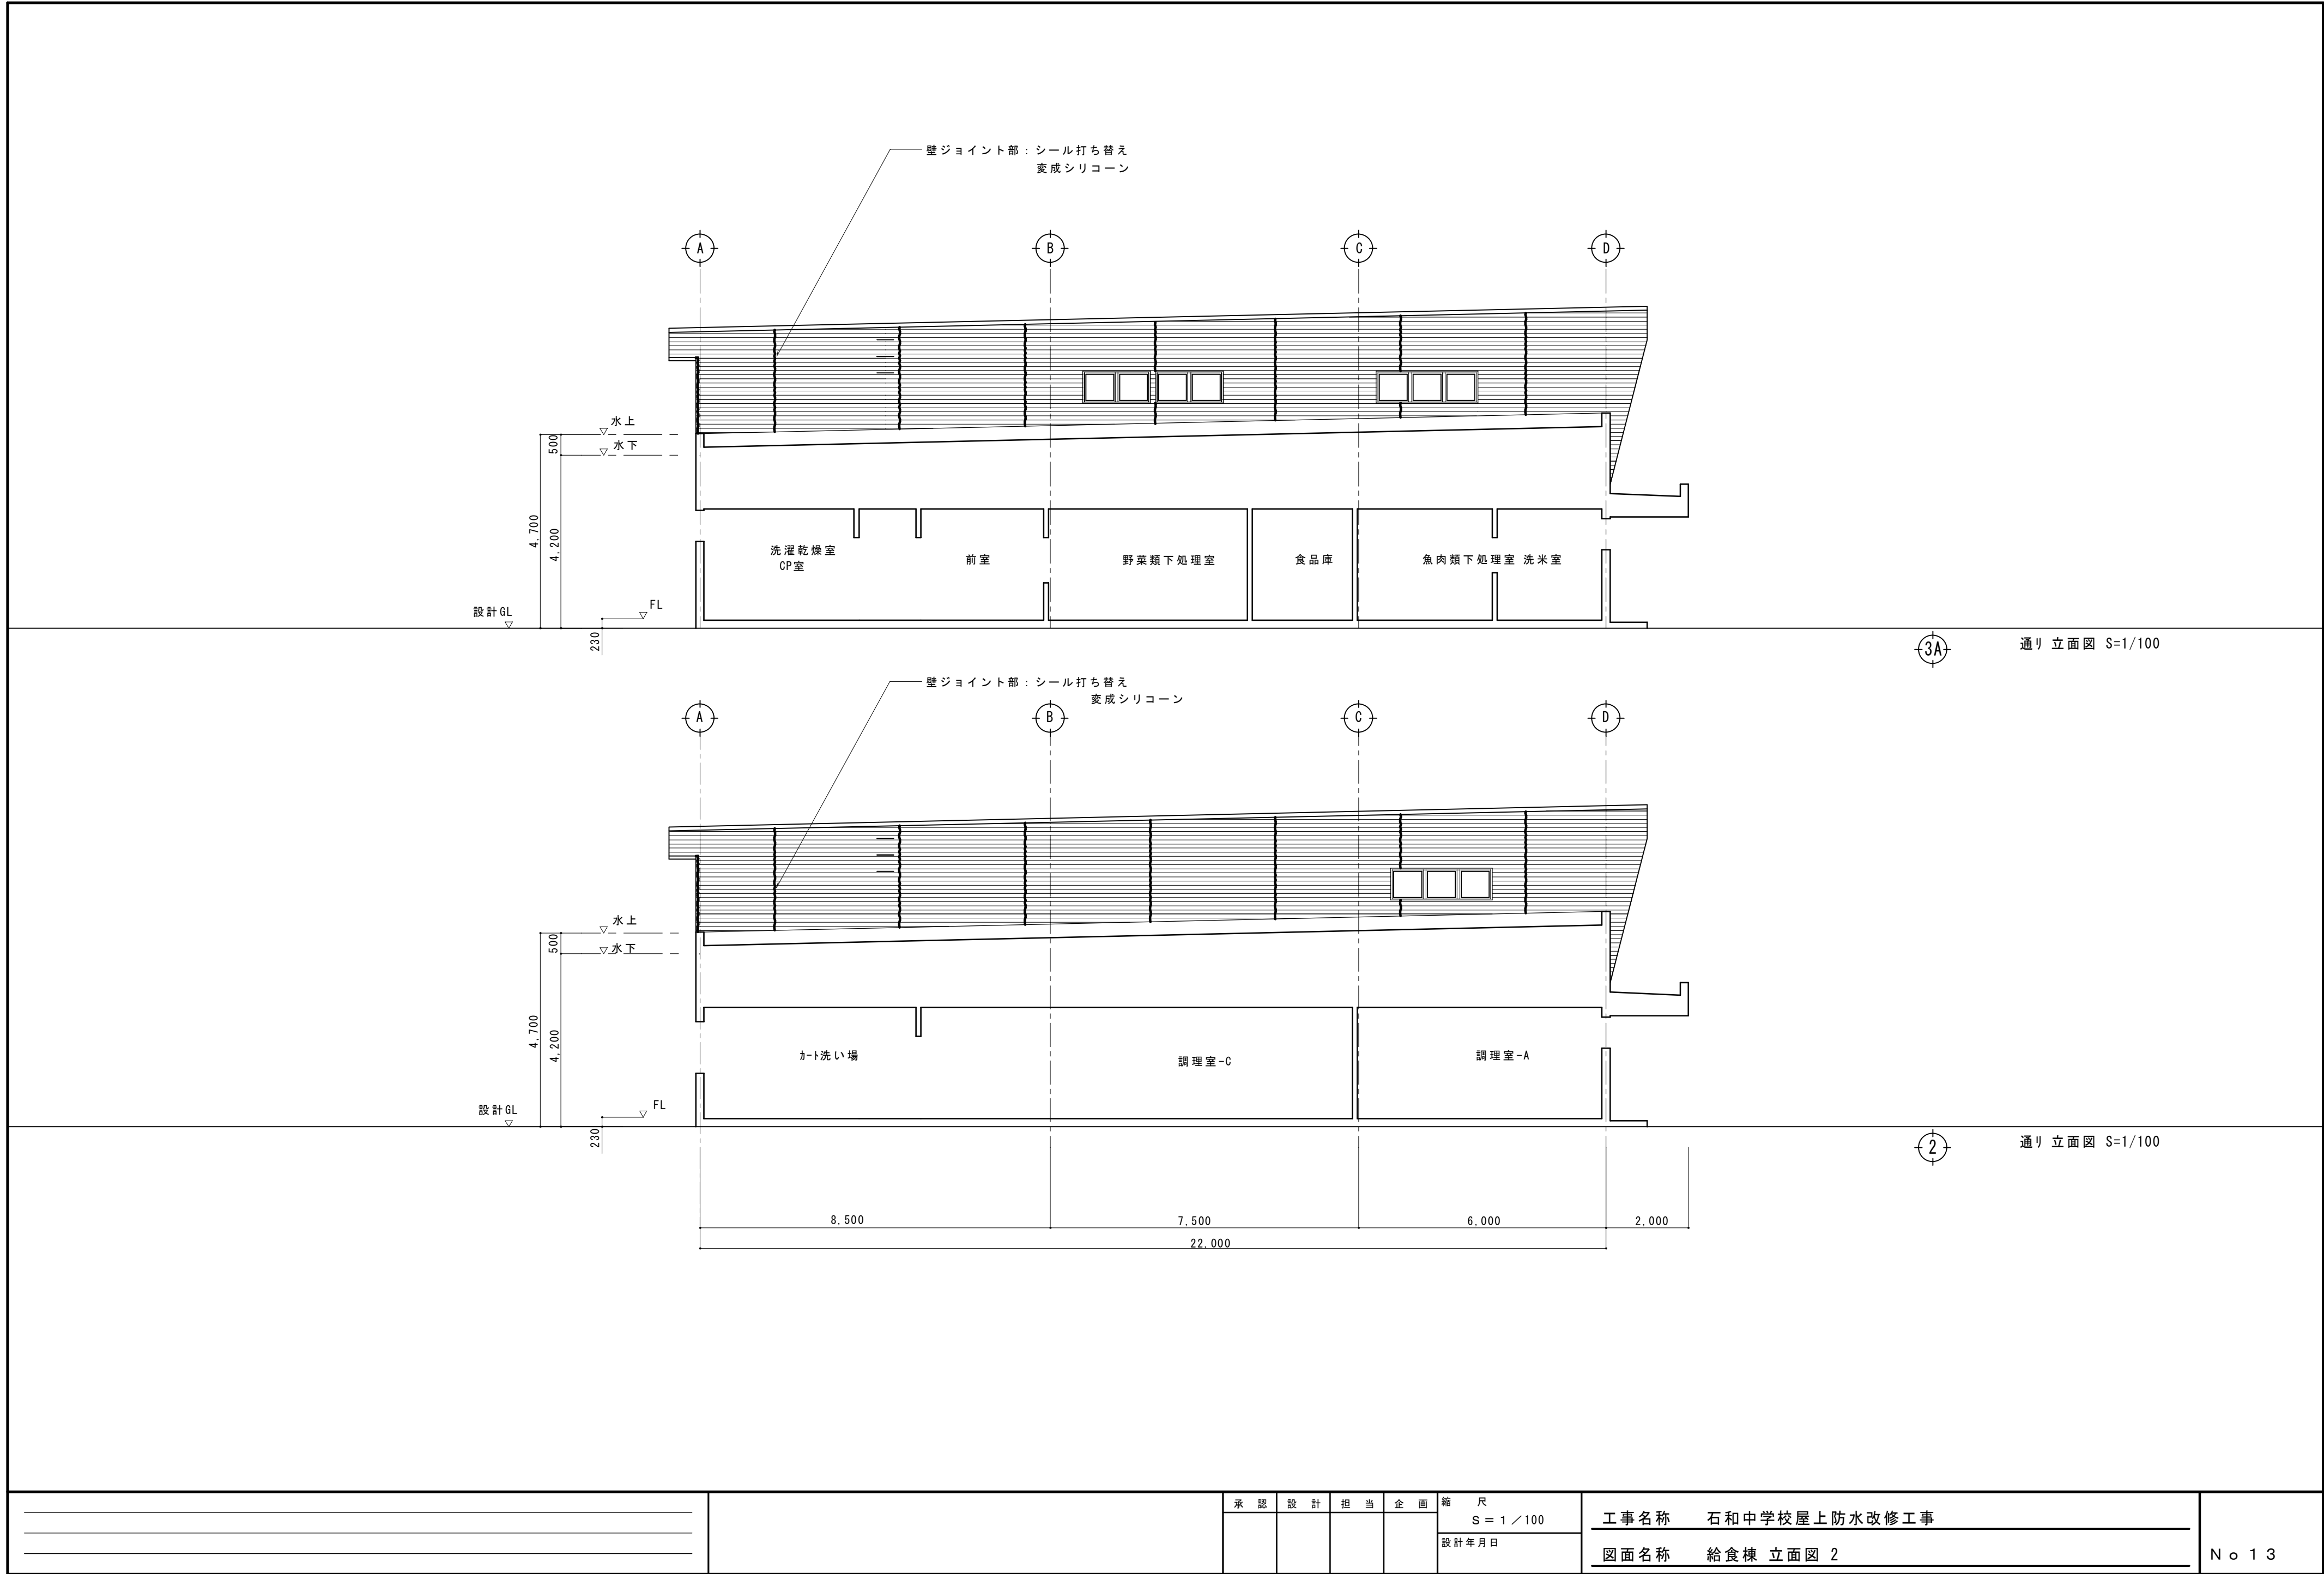 壁ジョイント部：シール打ち替え
変成シリコーン
A B C D
水上
500
水下
4,700
4,200
洗濯乾燥室
CP室
前室
野菜類下処理室
食品庫
魚肉類下処理室 洗米室
設計GL
FL
230
3A 通り 立面図 S=1/100
壁ジョイント部：シール打ち替え
変成シリコーン
A B C D
水上
500
水下
4,700
4,200
カート洗い場
調理室-C
調理室-A
設計GL
FL
230
2 通り 立面図 S=1/100
8,500 7,500 6,000 2,000
22,000
承認 設計 担当 企画
縮尺
S＝1／100
設計年月日
工事名称 石和中学校屋上防水改修工事
図面名称 給食棟 立面図 2
No13